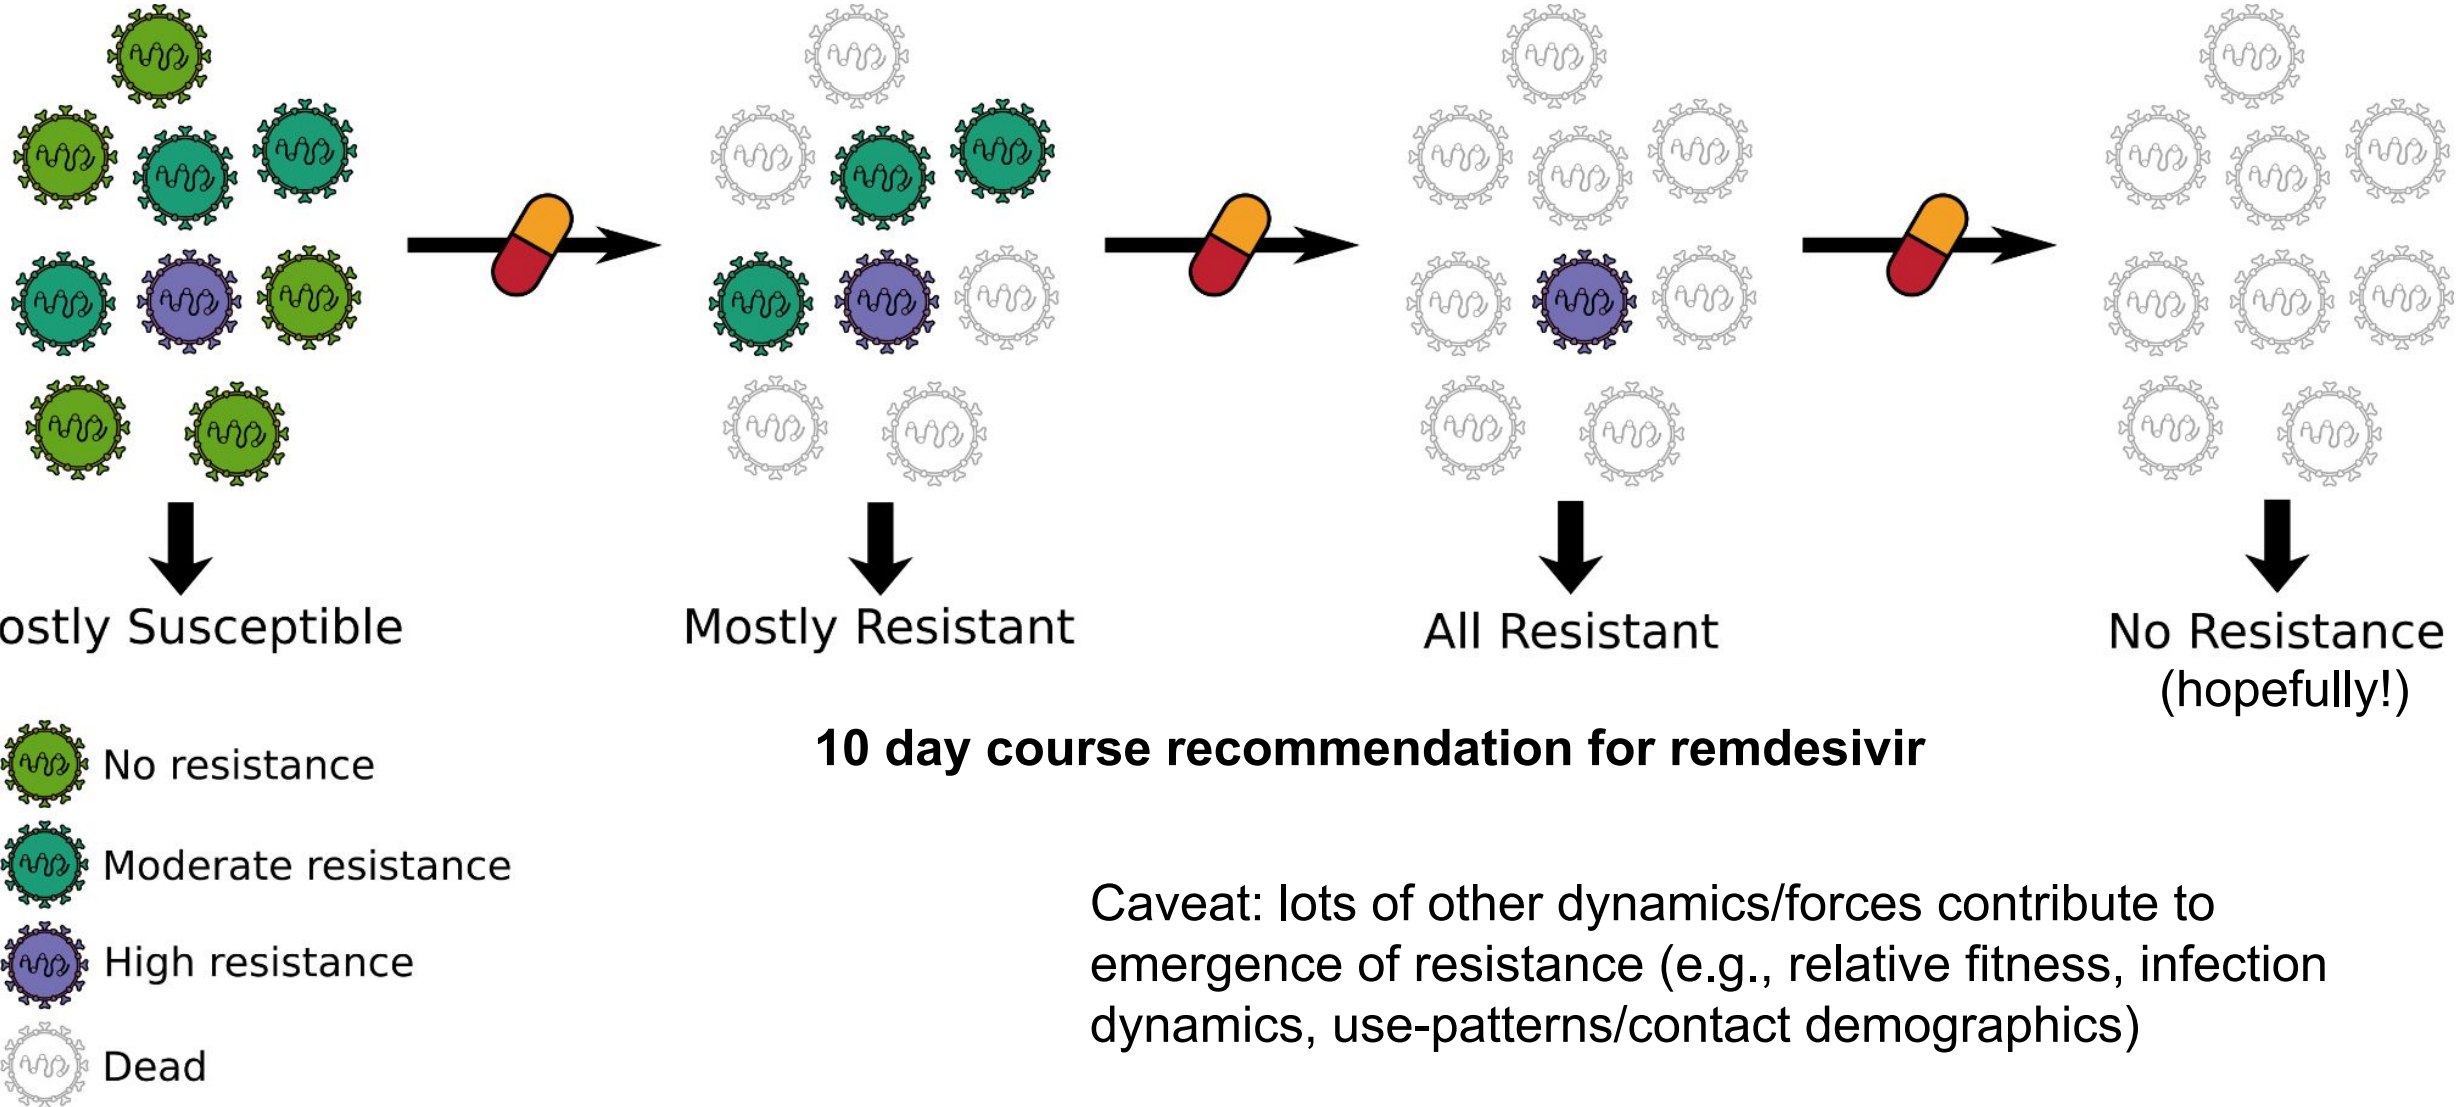 ostly Susceptible
Mostly Resistant
All Resistant
No Resistance
(hopefully!)
10 day course recommendation for remdesivir
No resistance
Moderate resistance
High resistance
Dead
Caveat: lots of other dynamics/forces contribute to
emergence of resistance (e.g., relative fitness, infection
dynamics, use-patterns/contact demographics)